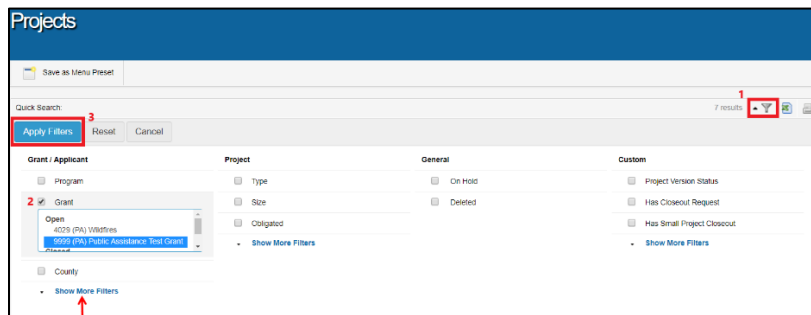 Projects
Save as Menu Preset
1
Quick Search:
7 results
3
Apply Filters Reset Cancel
Grant / Applicant Project General Custom
Program Type On Hold Project Version Status
2 Grant Size Deleted Has Closeout Request
Open
4029 (PA) Wildfires Obligated Has Small Project Closeout
9999 (PA) Public Assistance Test Grant Show More Filters Show More Filters
Closed
County
Show More Filters